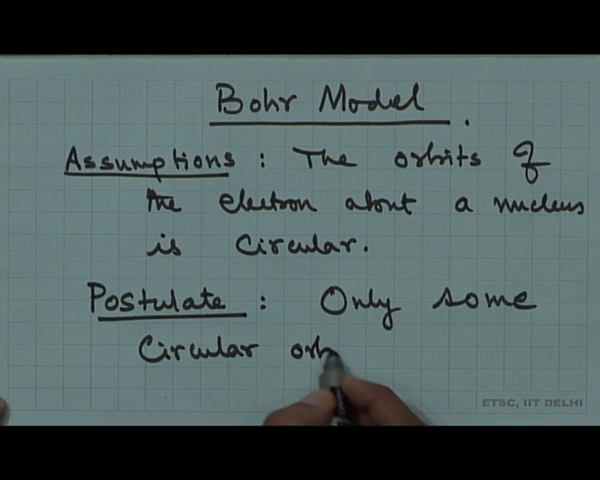 Bohr Model.
Assumptions : The orbits of
the electron about a nucleus
is Circular.
Postulate : Only some
Circular orb
ETSC, IIT DELHI